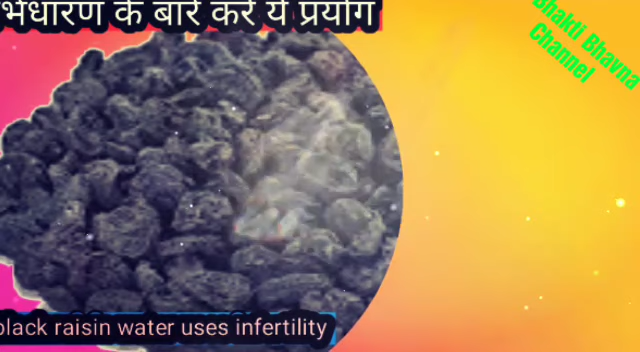 र्भधारण के बारे करें ये प्रयोग
Bhakti Bhavna
Channel
black raisin water uses infertility